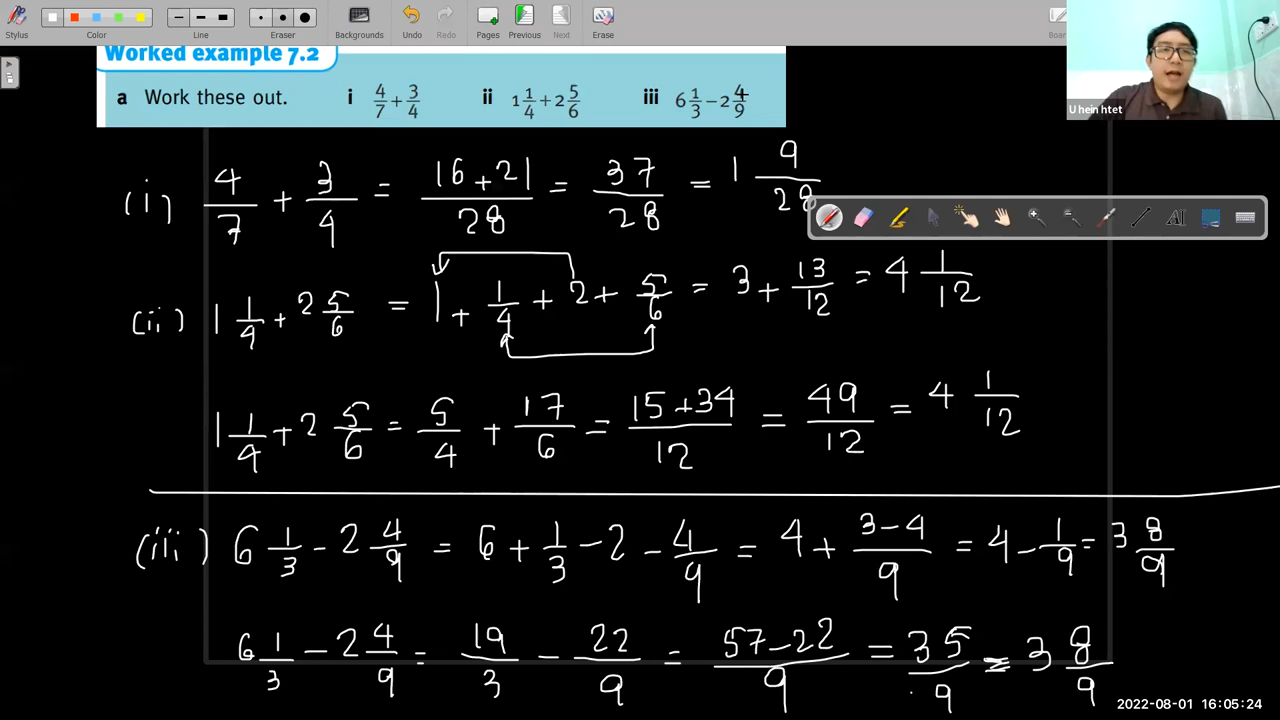 Stylus Color Line Eraser Backgrounds Undo Redo Pages Previous Next Erase Boar
Worked example 7.2
a Work these out. i 4/7 + 3/4 ii 1 1/4 + 2 5/6 iii 6 1/3 − 2 4/9
U hein htet
(i) 4/7 + 3/4 = (16+21)/28 = 37/28 = 1 9/28
(ii) 1 1/4 + 2 5/6 = 1 + 1/4 + 2 + 5/6 = 3 + 13/12 = 4 1/12
1 1/4 + 2 5/6 = 5/4 + 17/6 = (15+34)/12 = 49/12 = 4 1/12
(iii) 6 1/3 − 2 4/9 = 6 + 1/3 − 2 − 4/9 = 4 + (3−4)/9 = 4 − 1/9 = 3 8/9
6 1/3 − 2 4/9 = 19/3 − 22/9 = (57−22)/9 = 35/9 = 3 8/9
2022-08-01 16:05:24